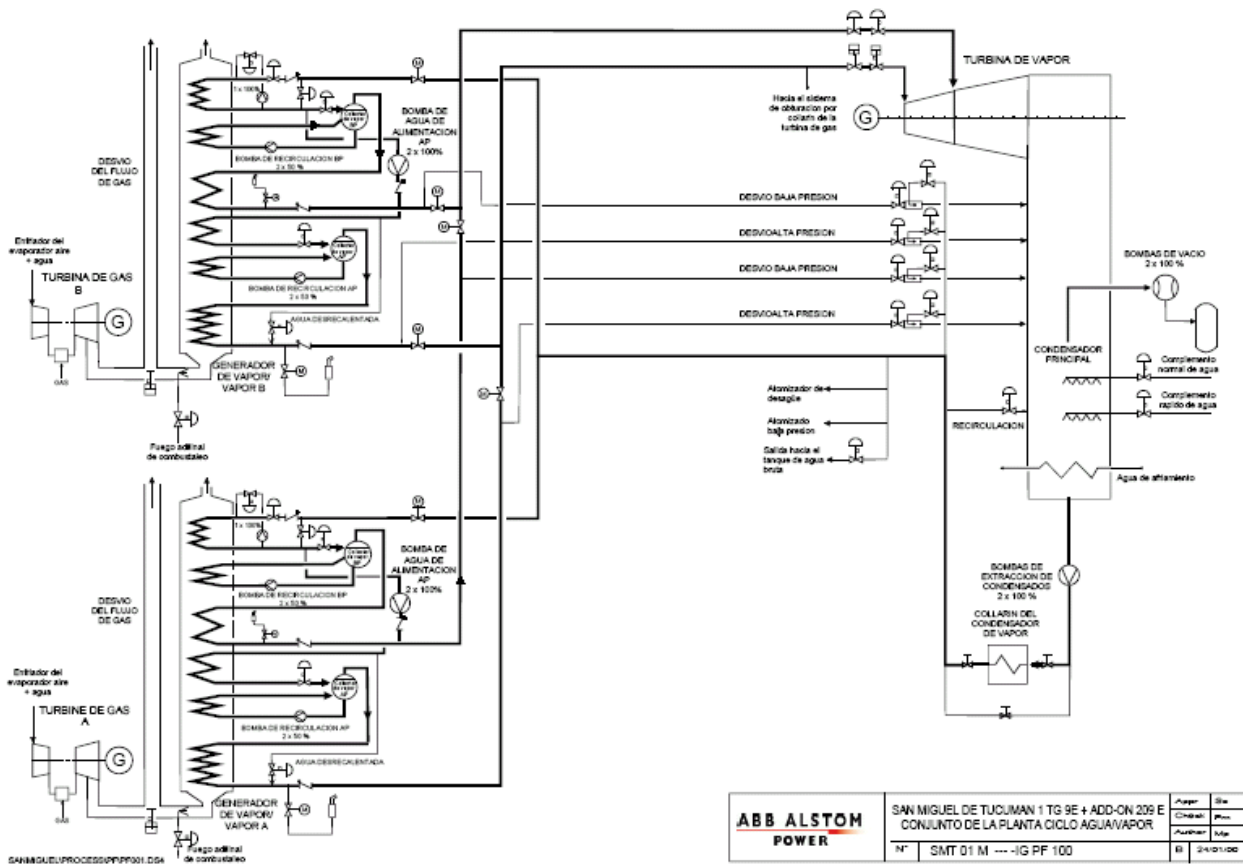 TURBINA DE VAPOR
G
Hacia el sistema
de obturacion por
collarin de la
turbina de gas
M
1 x 100%
BOMBA DE
AGUA DE
ALIMENTACION
AP
2 x 100%
BOMBA DE RECIRCULACION BP
2 x 50 %
DESVIO
DEL FLUJO
DE GAS
M
M
M
DESVIO BAJA PRESION
DESVIOALTA PRESION
DESVIO BAJA PRESION
DESVIOALTA PRESION
Enfriador del
evaporador aire
+ agua
TURBINA DE GAS
B
G
GAS
BOMBA DE RECIRCULACION AP
2 x 50%
AGUA DESRECALENTADA
M
M
M
GENERADOR
DE VAPOR/
VAPOR B
Fuego adiinal
de combustaleo
BOMBAS DE VACIO
2 x 100 %
CONDENSADOR
PRINCIPAL
Complemento
normal de agua
Complemento
rapido de agua
Atomizador de
desagüe
Atomizado
baja presion
Salida hacia el
tanque de agua
bruta
RECIRCULACION
Agua de afriamiento
M
1 x 100%
BOMBA DE
AGUA DE
ALIMENTACION
AP
2 x 100%
BOMBA DE RECIRCULACION BP
2 x 50 %
DESVIO
DEL FLUJO
DE GAS
Enfriador del
evaporador aire
+ agua
TURBINE DE GAS
A
G
GAS
BOMBA DE RECIRCULACION AP
2 x 50%
AGUA DESRECALENTADA
M
GENERADOR
DE VAPOR/
VAPOR A
Fuego adiinal
de combustaleo
BOMBAS DE
EXTRACCION DE
CONDENSADOS
2 x 100 %
COLLARIN DEL
CONDENSADOR
DE VAPOR
ABB ALSTOM
POWER
SAN MIGUEL DE TUCUMAN 1 TG 9E + ADD-ON 209 E
CONJUNTO DE LA PLANTA CICLO AGUA/VAPOR
N° SMT 01 M --- -IG PF 100
Appr
Check
Author
B 24/01/00
SANMIGUEL\PROCESS\PF\PF001.DS4